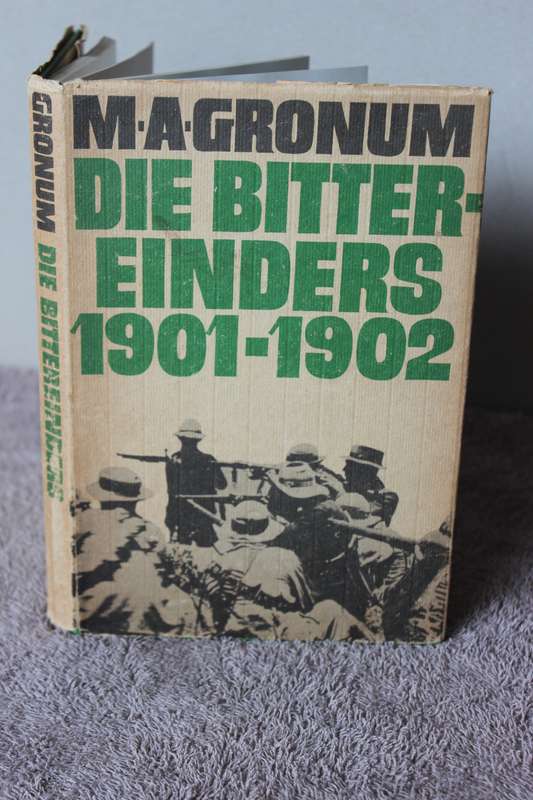 M·A·GRONUM
DIE BITTER-
EINDERS
1901-1902
GRONUM DIE BITTEREINDERS